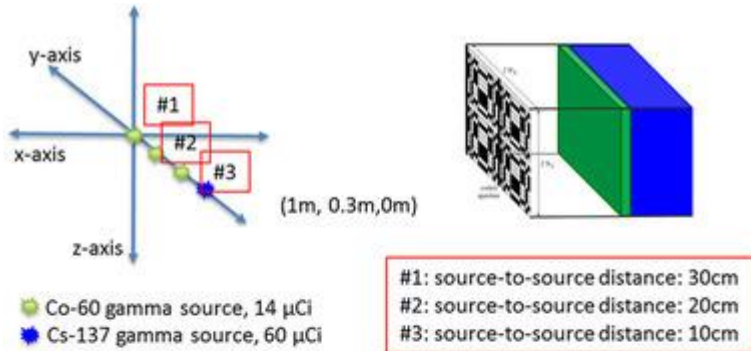 y-axis
#1
#2
x-axis
#3
(1m, 0.3m,0m)
z-axis
Co-60 gamma source, 14 μCi
Cs-137 gamma source, 60 μCi
#1: source-to-source distance: 30cm
#2: source-to-source distance: 20cm
#3: source-to-source distance: 10cm